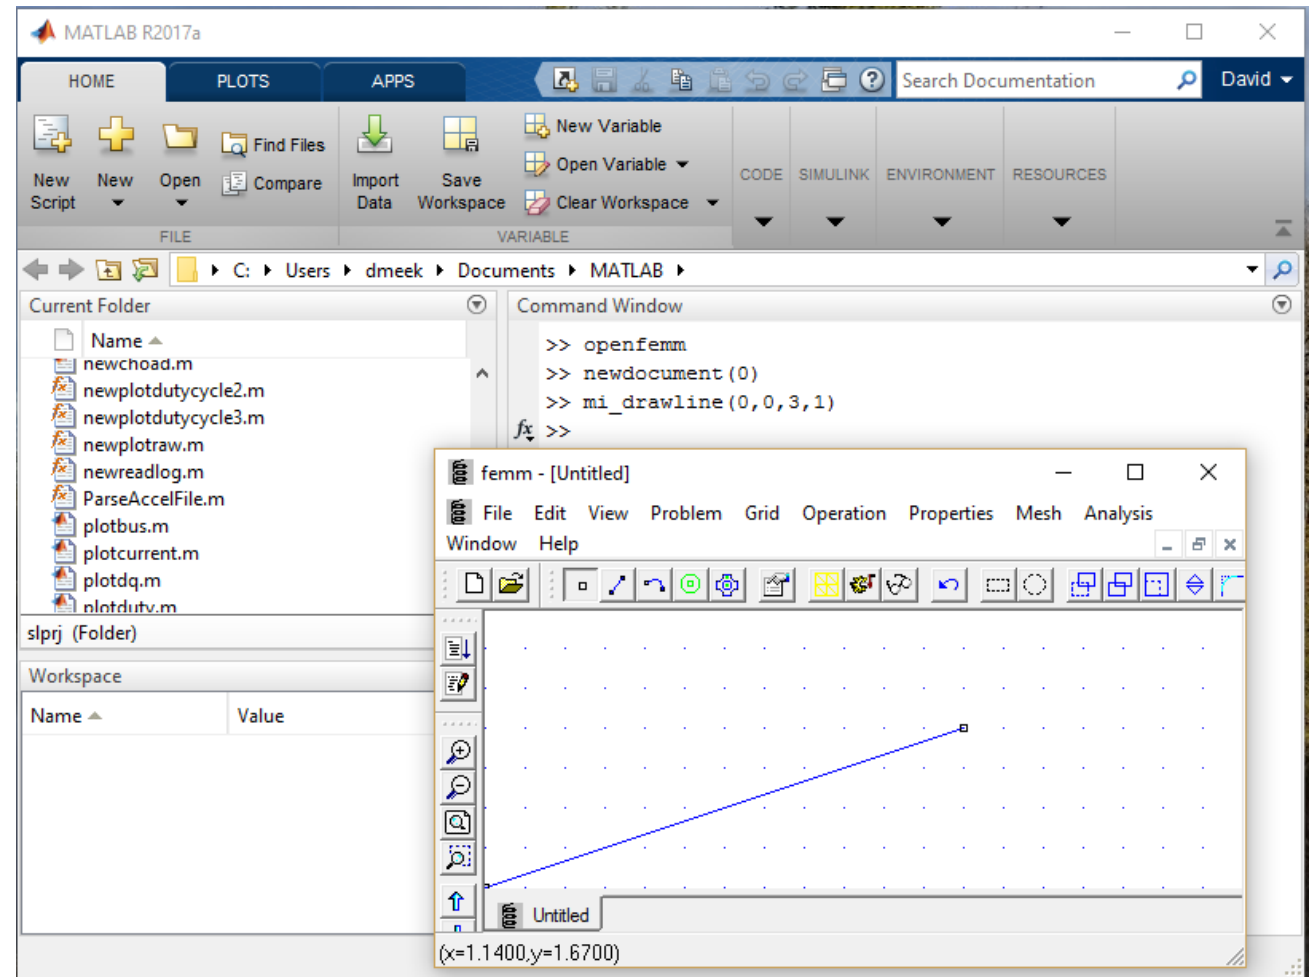 MATLAB R2017a
HOME PLOTS APPS Search Documentation David
New Script New Open Find Files Compare Import Data Save Workspace New Variable Open Variable Clear Workspace CODE SIMULINK ENVIRONMENT RESOURCES
FILE VARIABLE
C: Users dmeek Documents MATLAB
Current Folder
Name
newchoad.m
newplotdutycycle2.m
newplotdutycycle3.m
newplotraw.m
newreadlog.m
ParseAccelFile.m
plotbus.m
plotcurrent.m
plotdq.m
plotduty.m
slprj (Folder)
Workspace
Name Value
Command Window
>> openfemm
>> newdocument(0)
>> mi_drawline(0,0,3,1)
fx >>
femm - [Untitled]
File Edit View Problem Grid Operation Properties Mesh Analysis
Window Help
Untitled
(x=1.1400,y=1.6700)